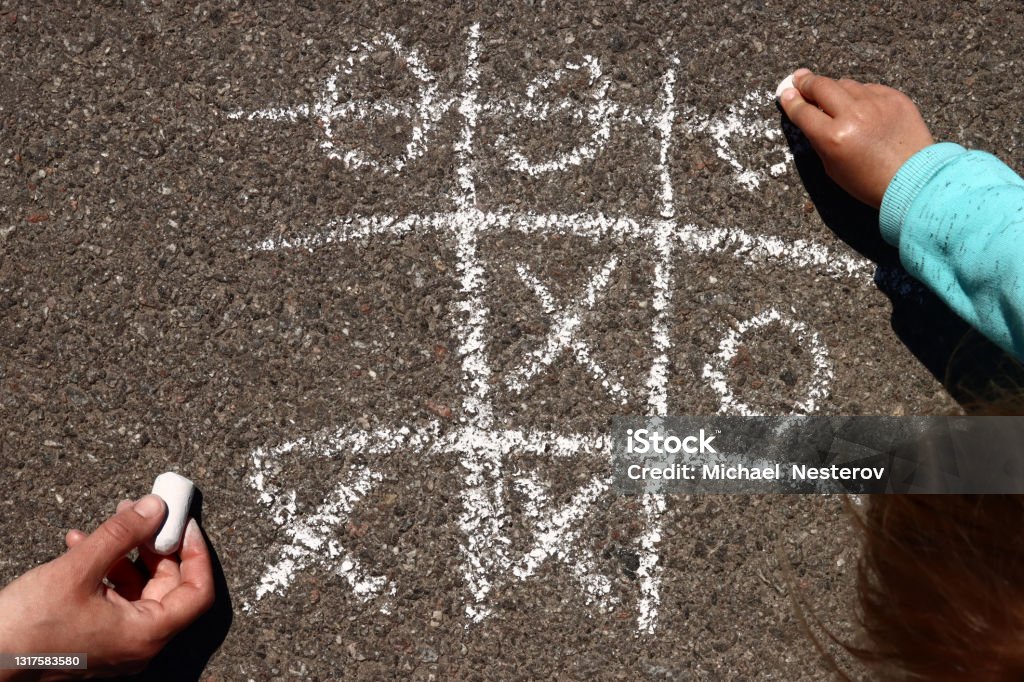 O O
X O
X X
iStock
Credit: Michael Nesterov
1317583580